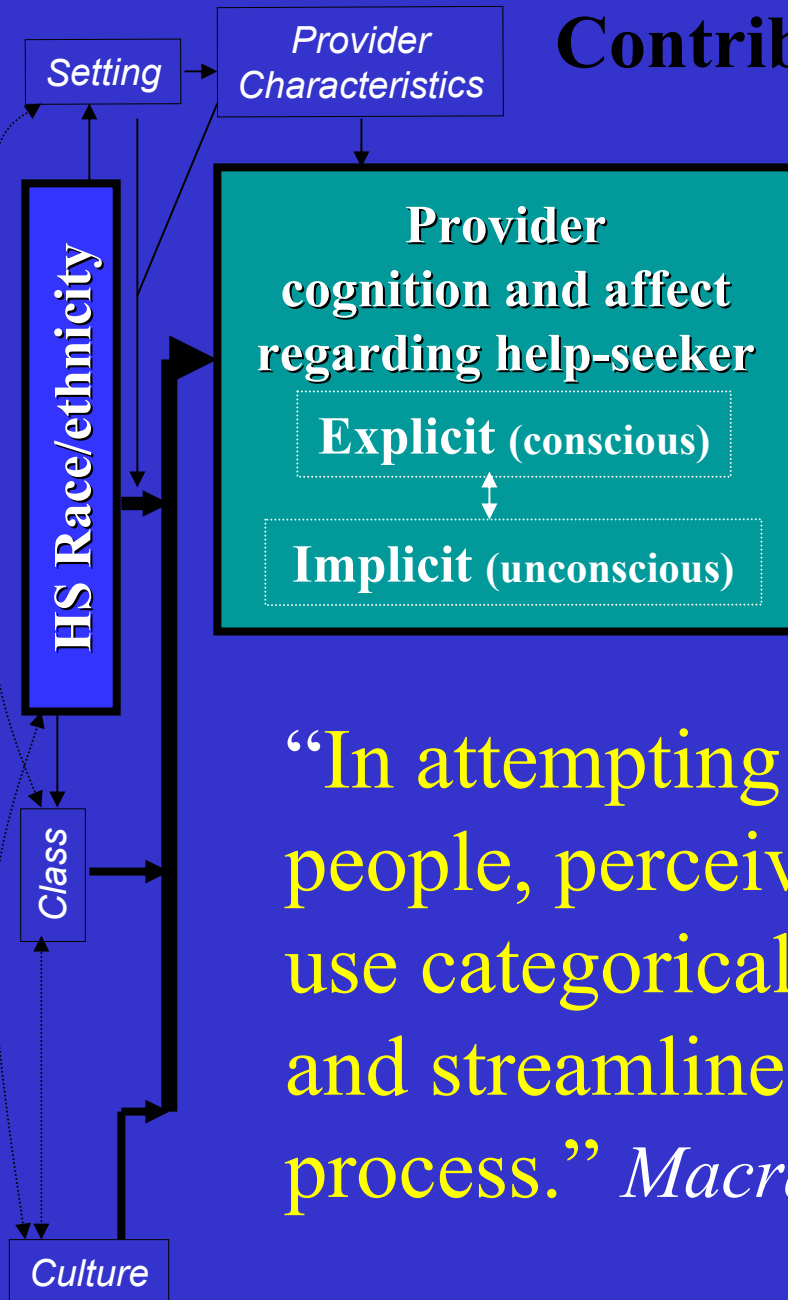 Contrib
Setting
Provider
Characteristics
HS Race/ethnicity
Provider
cognition and affect
regarding help-seeker
Explicit (conscious)
Implicit (unconscious)
Class
Culture
“In attempting
people, perceiv
use categorical
and streamline
process.” Macr